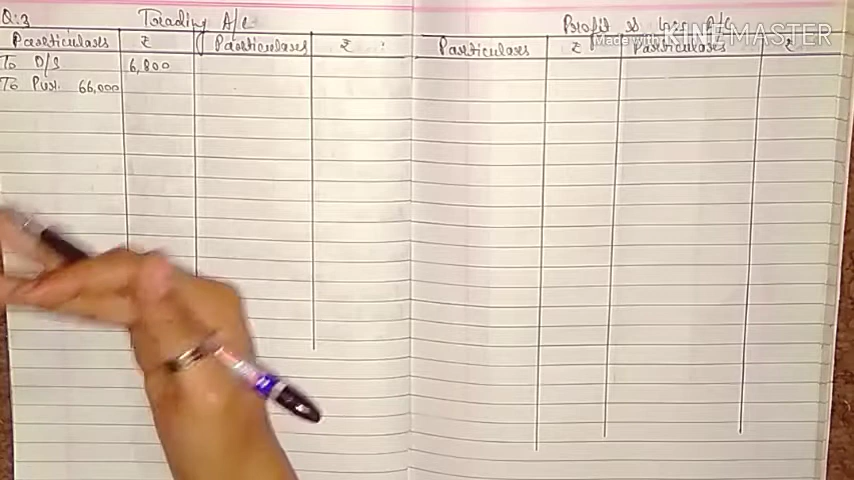 Q:3 Trading A/c
Particulars ₹ Particulars ₹
To O/S 6,800
To Pur. 66,000
Profit & Loss A/c
Made with KINEMASTER
Particulars ₹ Particulars ₹